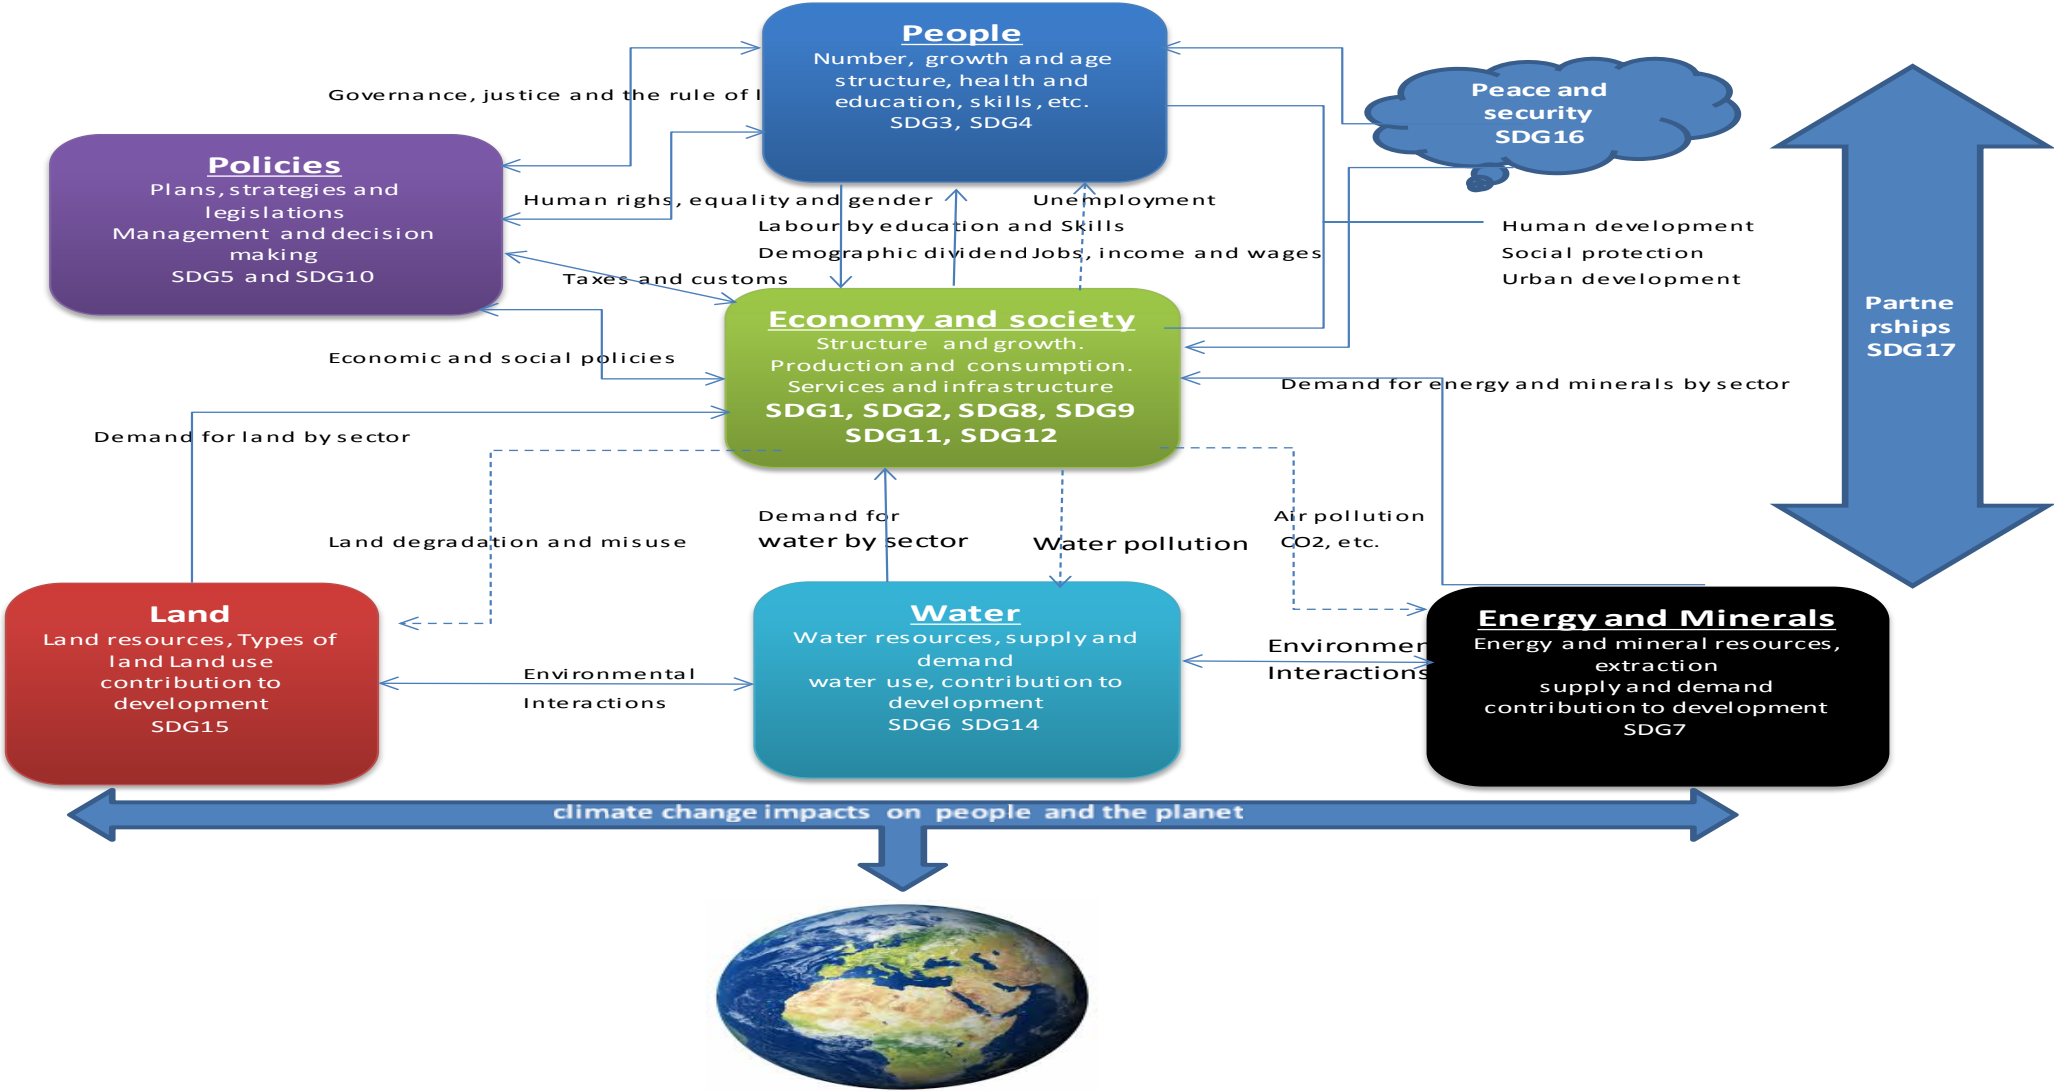 People
Number, growth and age
structure, health and
education, skills, etc.
SDG3, SDG4
Peace and
security
SDG16
Governance, justice and the rule of l
Policies
Plans, strategies and
legislations
Management and decision
making
SDG5 and SDG10
Human righs, equality and gender
Unemployment
Labour by education and Skills
Demographic dividend
Jobs, income and wages
Taxes and customs
Human development
Social protection
Urban development
Partne
rships
SDG17
Economy and society
Structure and growth.
Production and consumption.
Services and infrastructure
SDG1, SDG2, SDG8, SDG9
SDG11, SDG12
Economic and social policies
Demand for energy and minerals by sector
Demand for land by sector
Land degradation and misuse
Demand for
water by sector
Water pollution
Air pollution
CO2, etc.
Land
Land resources, Types of
land Land use
contribution to
development
SDG15
Environmental
Interactions
Water
Water resources, supply and
demand
water use, contribution to
development
SDG6 SDG14
Environmen
Interactions
Energy and Minerals
Energy and mineral resources,
extraction
supply and demand
contribution to development
SDG7
climate change impacts on people and the planet